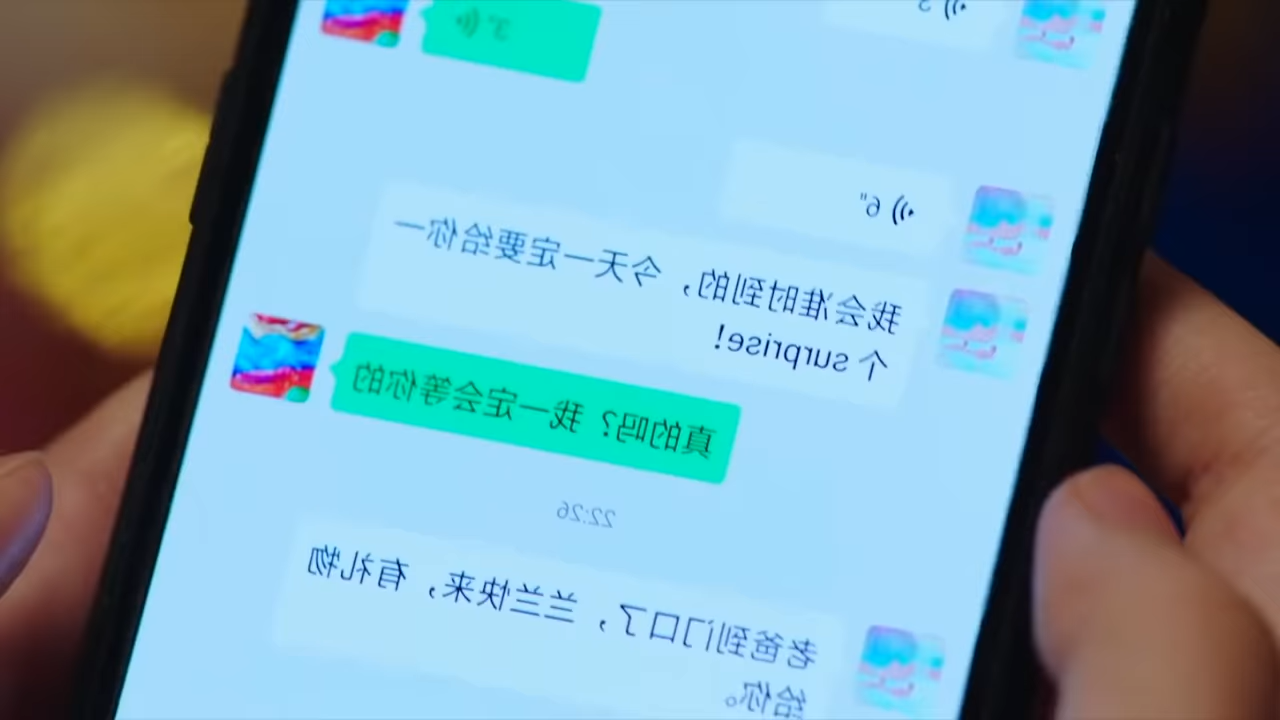 3"
3"
6"
我会准时到的，今天一定要给你一
个 surprise!
真的吗？我一定会等你的
22:26
老爸到门口了，兰兰快来，有礼物
给你。